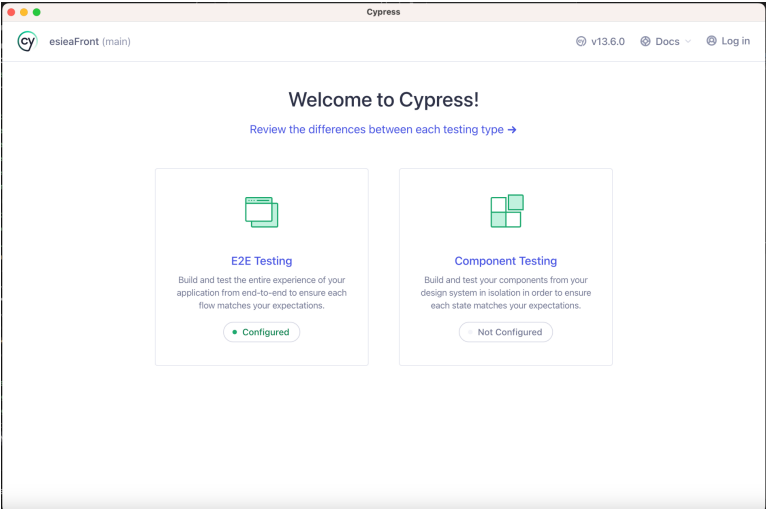 Cypress
cy esieaFront (main)
v13.6.0 Docs Log in
Welcome to Cypress!
Review the differences between each testing type →
E2E Testing
Build and test the entire experience of your
application from end-to-end to ensure each
flow matches your expectations.
Configured
Component Testing
Build and test your components from your
design system in isolation in order to ensure
each state matches your expectations.
Not Configured